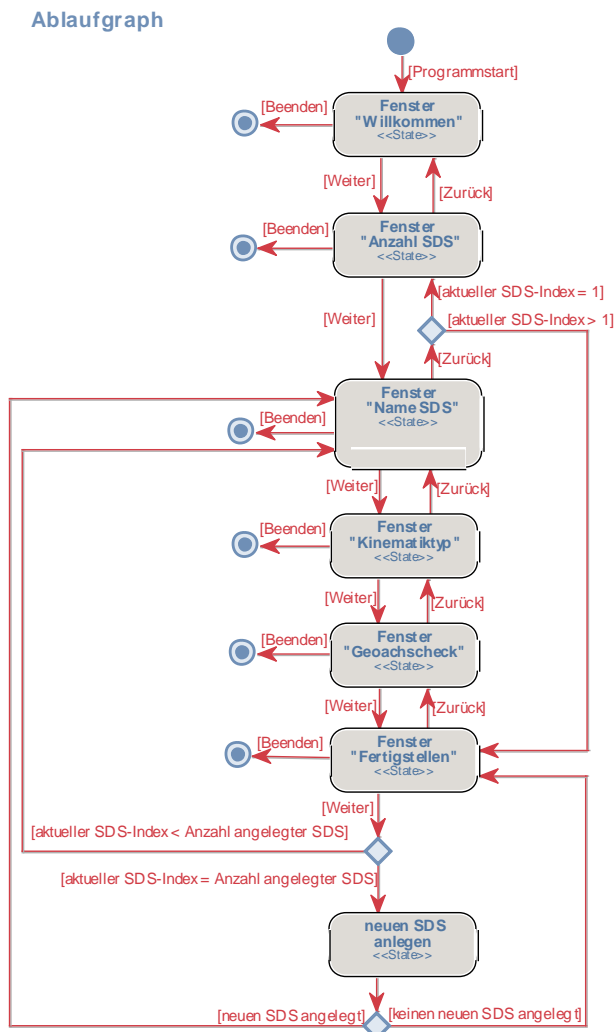 Ablaufgraph
[Programmstart]
Fenster
"Willkommen"
<<State>>
[Beenden]
[Weiter]
[Zurück]
Fenster
"Anzahl SDS"
<<State>>
[Beenden]
[aktueller SDS-Index = 1]
[Weiter]
[aktueller SDS-Index > 1]
[Zurück]
Fenster
"Name SDS"
<<State>>
[Beenden]
[Weiter]
[Zurück]
Fenster
"Kinematiktyp"
<<State>>
[Beenden]
[Weiter]
[Zurück]
Fenster
"Geoachscheck"
<<State>>
[Beenden]
[Weiter]
[Zurück]
Fenster
"Fertigstellen"
<<State>>
[Beenden]
[Weiter]
[aktueller SDS-Index < Anzahl angelegter SDS]
[aktueller SDS-Index = Anzahl angelegter SDS]
neuen SDS
anlegen
<<State>>
[neuen SDS angelegt]
[keinen neuen SDS angelegt]